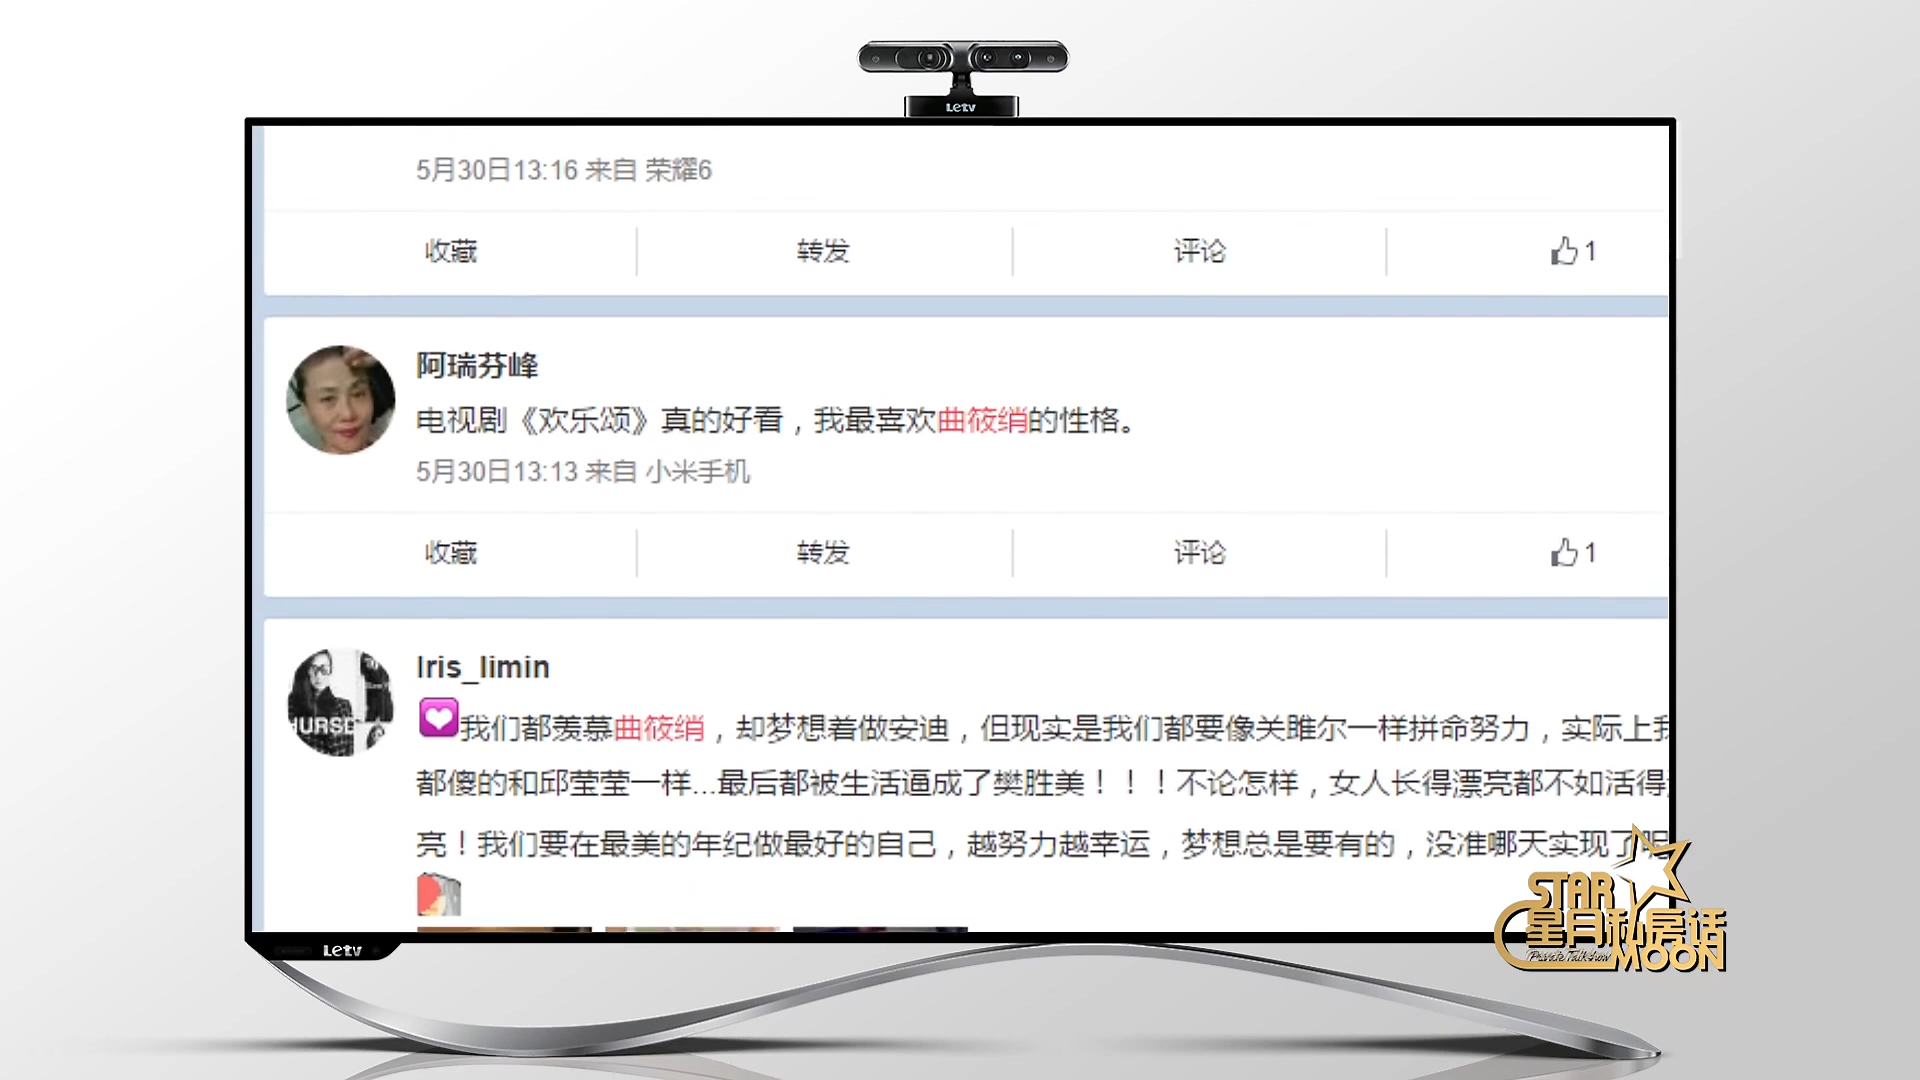 Letv
5月30日13:16 来自 荣耀6
收藏 转发 评论 1
阿瑞芬峰
电视剧《欢乐颂》真的好看，我最喜欢曲筱绡的性格。
5月30日13:13 来自 小米手机
收藏 转发 评论 1
Iris_limin
我们都羡慕曲筱绡，却梦想着做安迪，但现实是我们都要像关雎尔一样拼命努力，实际上我
都傻的和邱莹莹一样...最后都被生活逼成了樊胜美！！！不论怎样，女人长得漂亮都不如活得
亮！我们要在最美的年纪做最好的自己，越努力越幸运，梦想总是要有的，没准哪天实现了呢
STAR
星月私房话
Private Talk show MOON
Letv